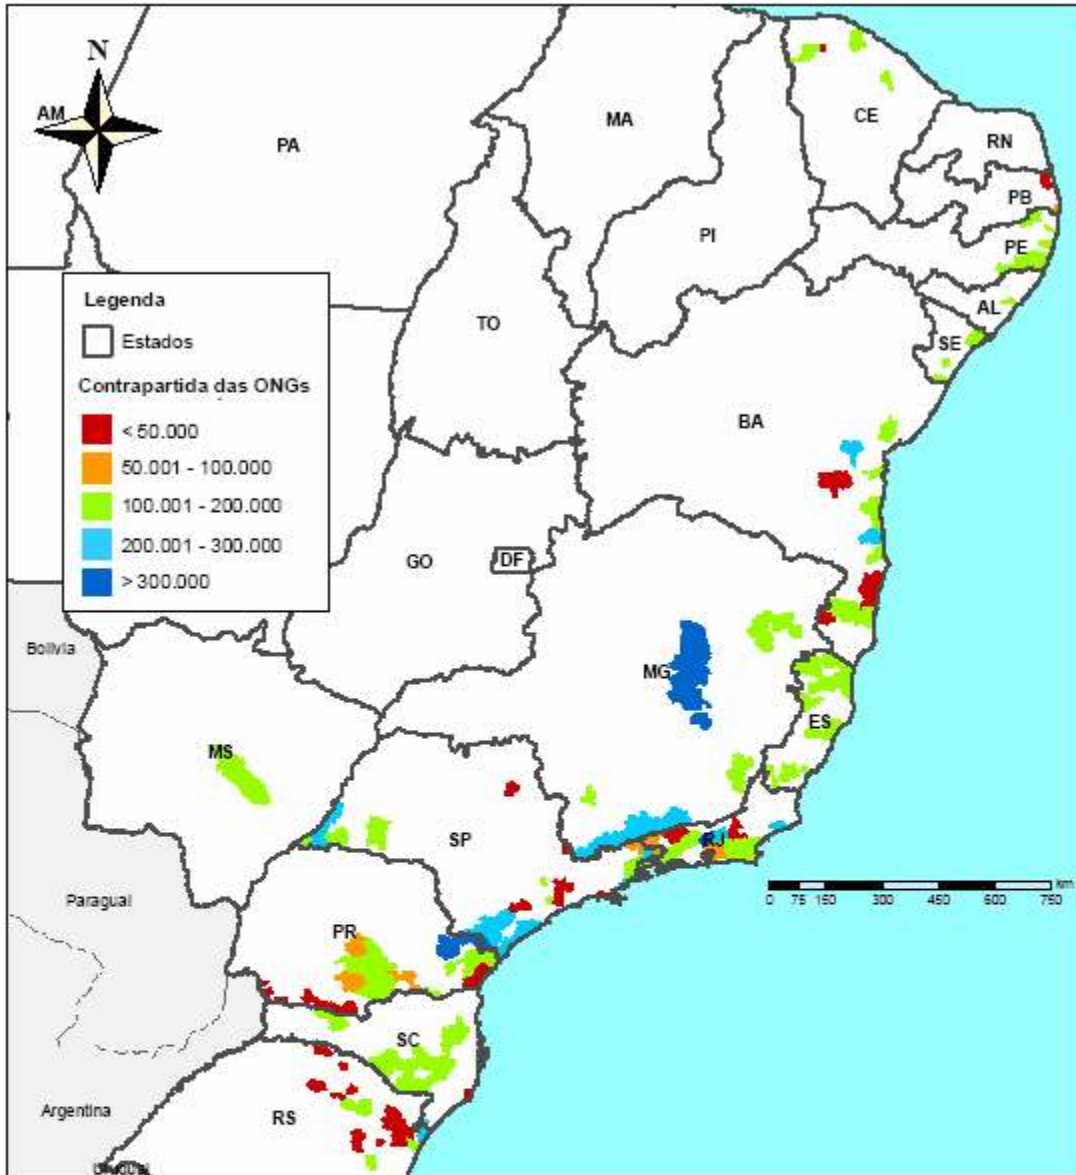 N
AM
PA
MA
CE
RN
PB
PI
PE
AL
SE
TO
BA
Legenda
Estados
Contrapartida das ONGs
< 50.000
50.001 - 100.000
100.001 - 200.000
200.001 - 300.000
> 300.000
GO
DF
Bolivia
MG
ES
MS
SP
RJ
km
0 75 150 300 450 600 750
Paraguai
PR
SC
Argentina
RS